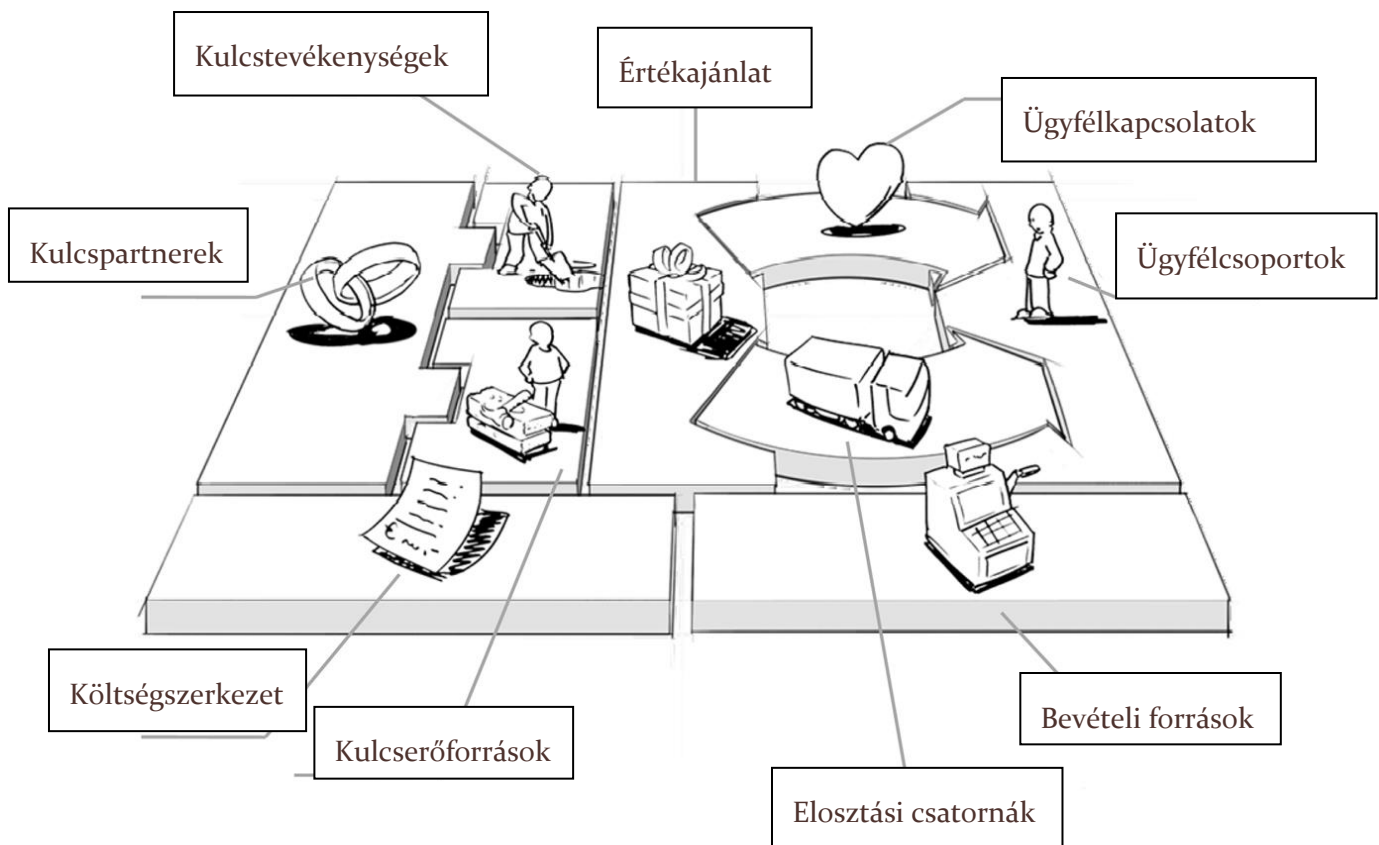 Kulcstevékenységek
Értékajánlat
Ügyfélkapcsolatok
Kulcspartnerek
Ügyfélcsoportok
Költségszerkezet
Kulcserőforrások
Bevételi források
Elosztási csatornák